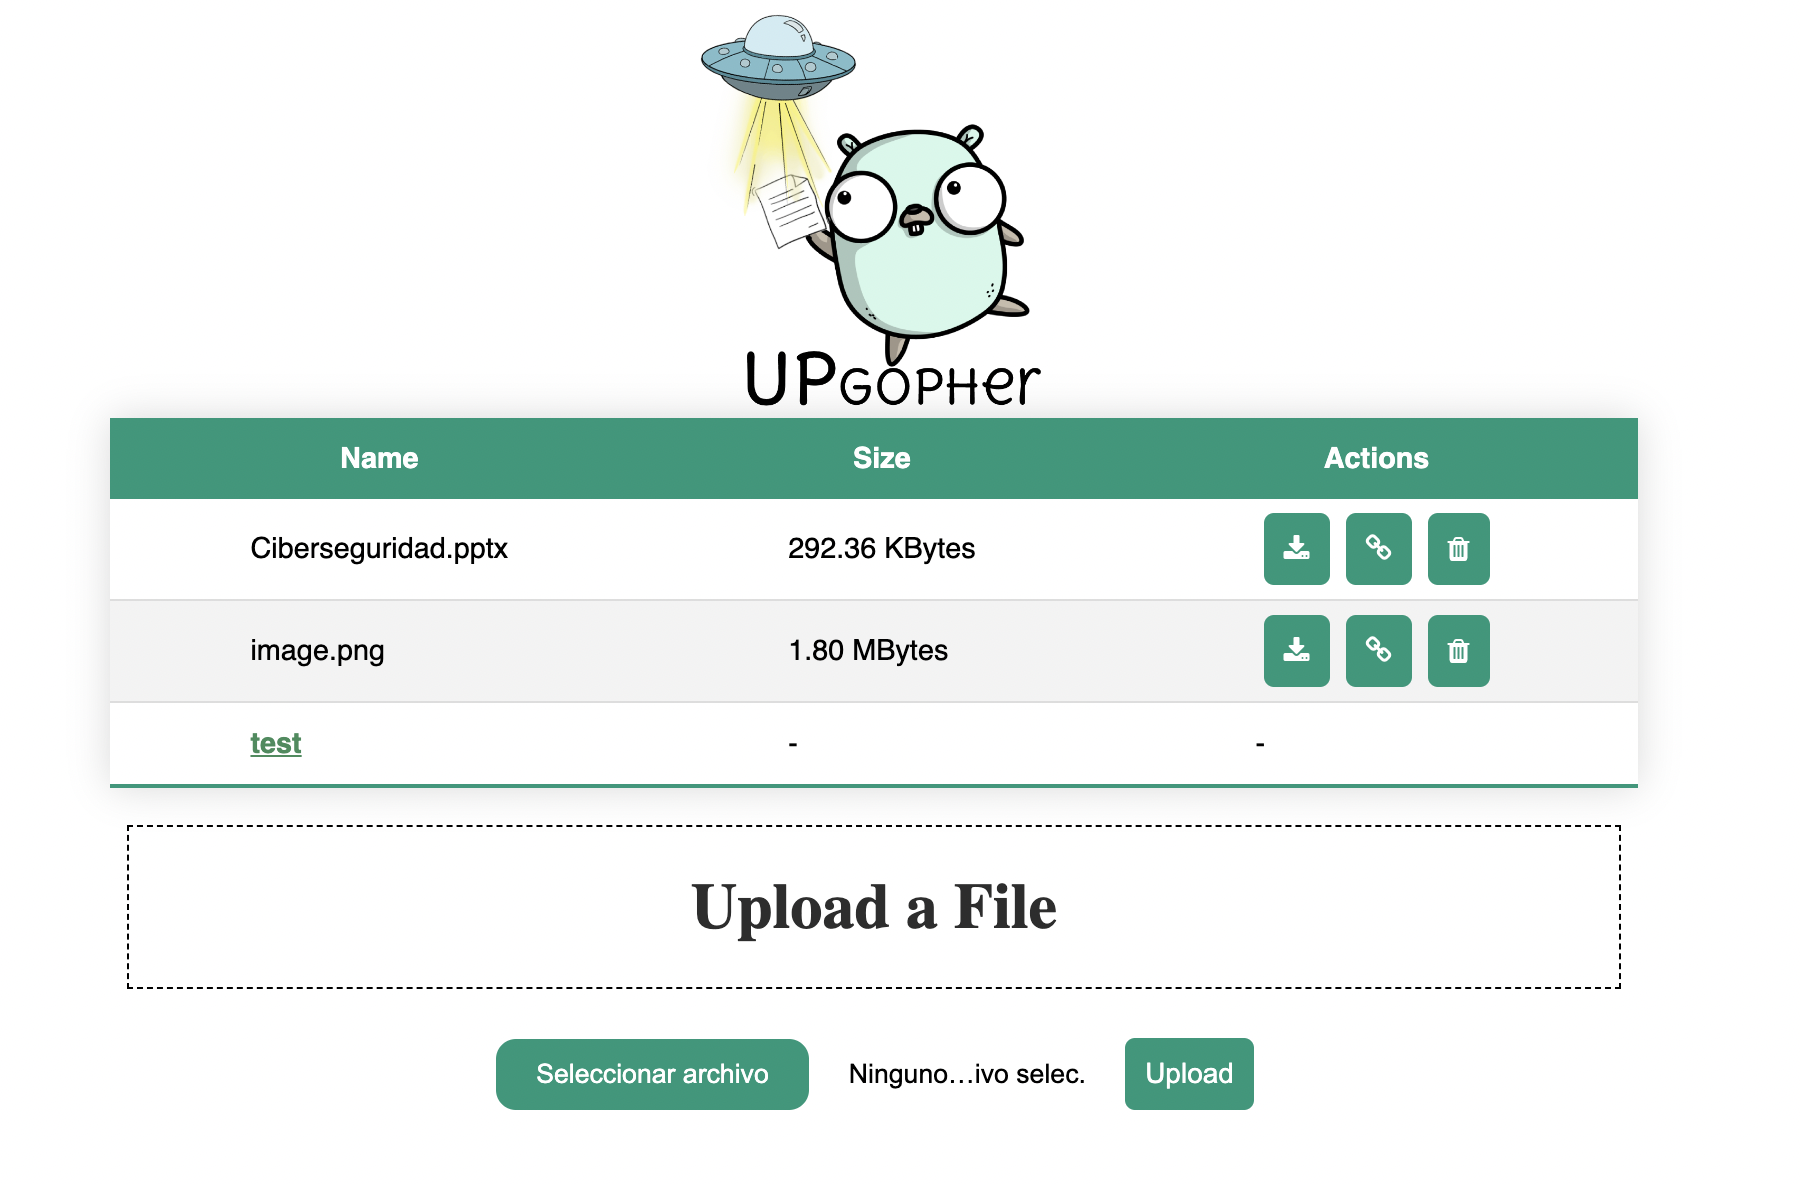 UPGOPHer
Name Size Actions
Ciberseguridad.pptx 292.36 KBytes
image.png 1.80 MBytes
test - -
Upload a File
Seleccionar archivo Ninguno…ivo selec. Upload